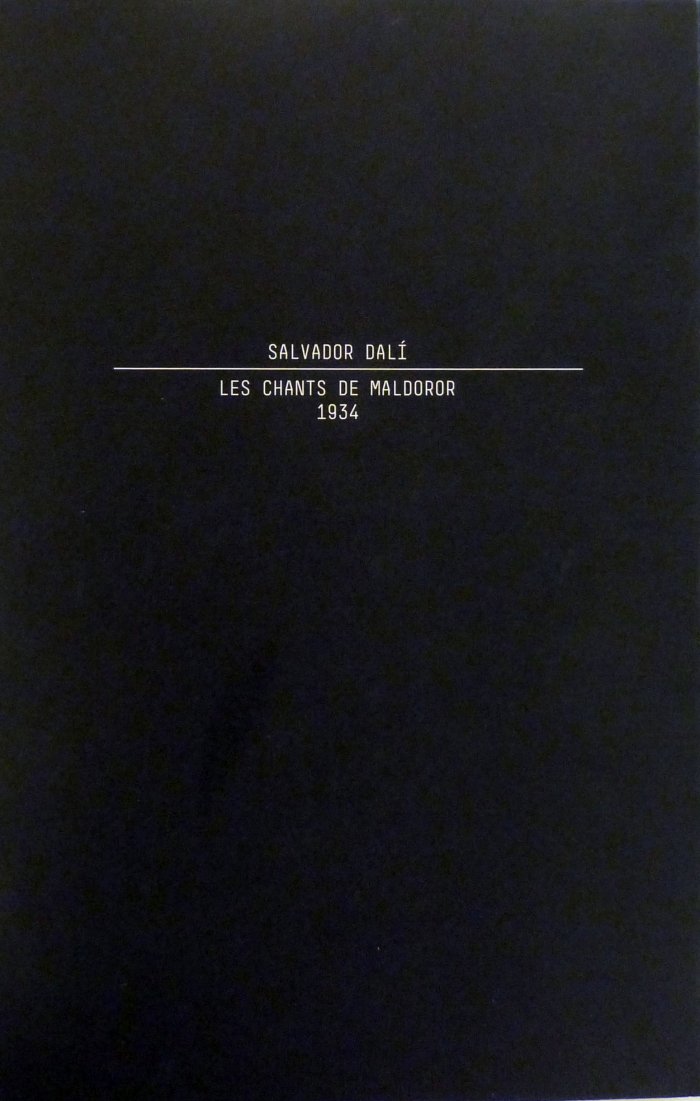 SALVADOR DALÍ
LES CHANTS DE MALDOROR
1934